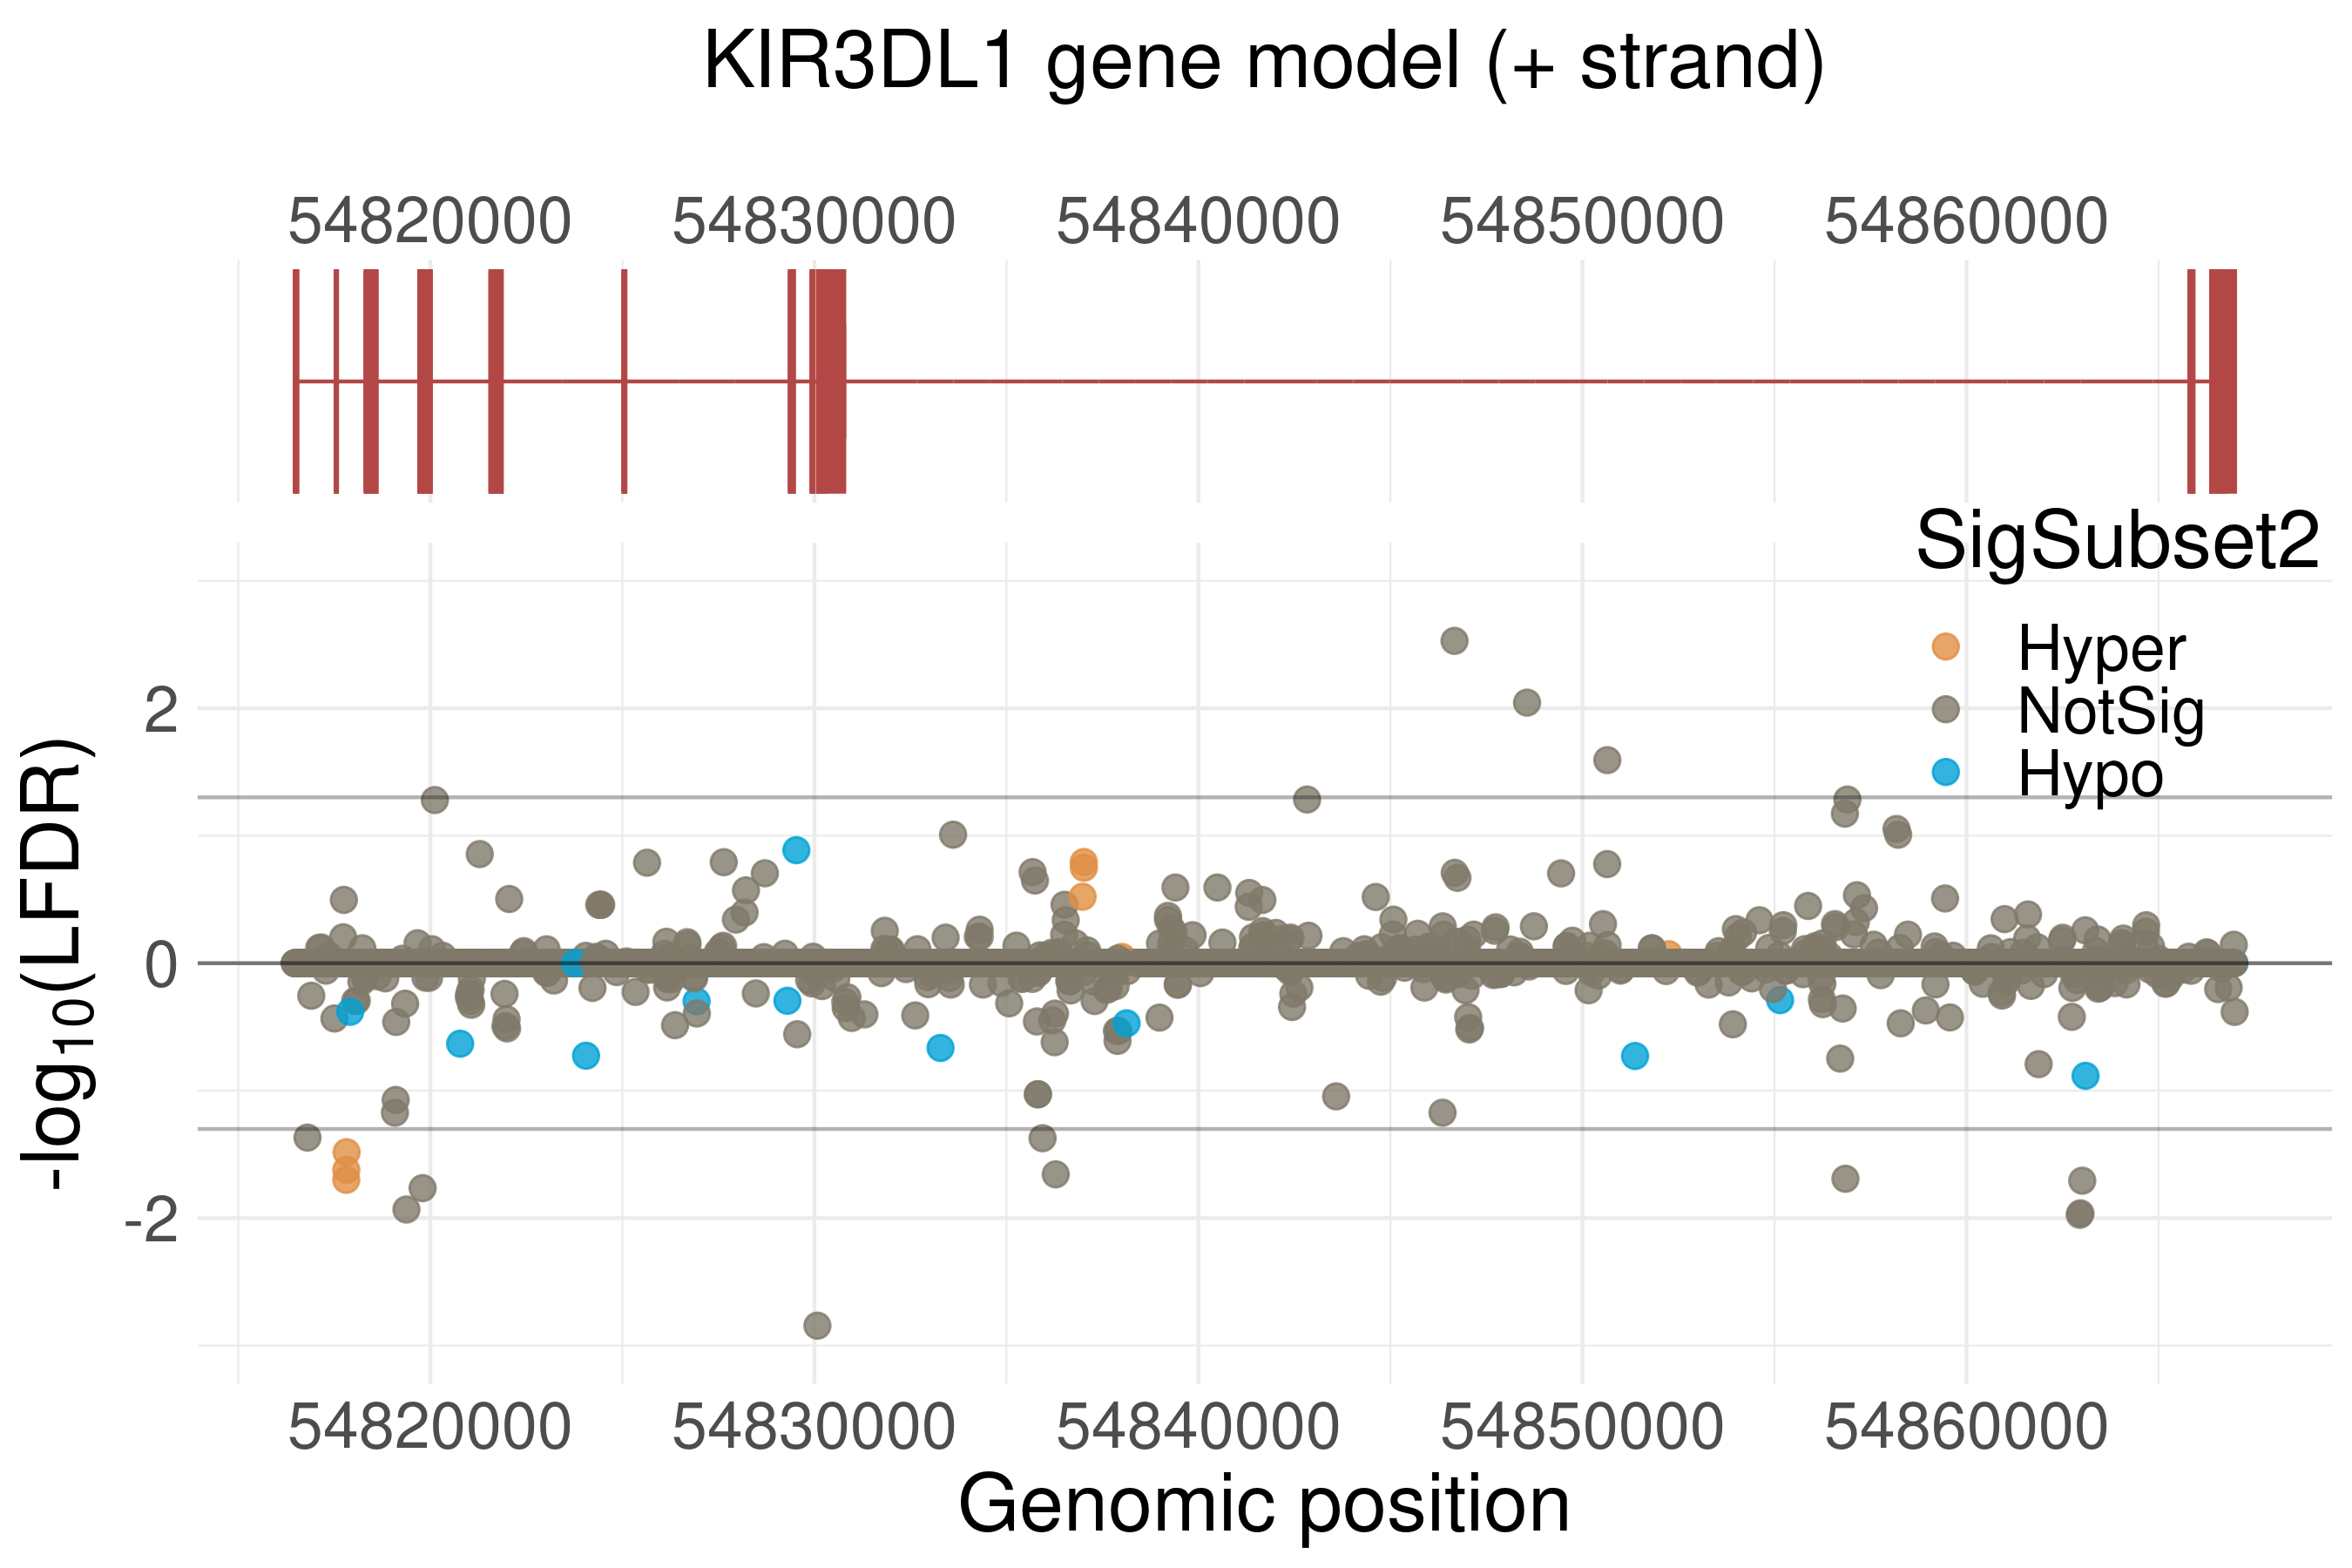 KIR3DL1 gene model (+ strand)
54820000 54830000 54840000 54850000 54860000
SigSubset2
Hyper
NotSig
Hypo
2
0
-2
-log10(LFDR)
54820000 54830000 54840000 54850000 54860000
Genomic position